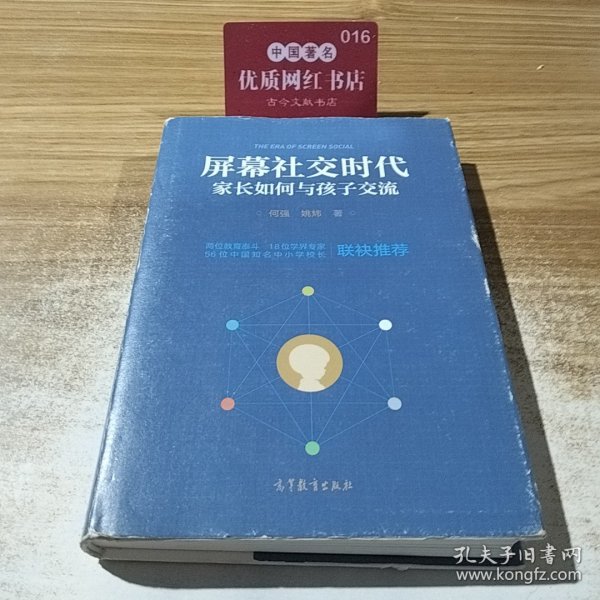 016
中国著名
优质网红书店
古今文献书店
THE ERA OF SCREEN SOCIAL
屏幕社交时代
家长如何与孩子交流
何强 姚炜 著
两位教育泰斗 18位学界专家
56位中国知名中小学校长
联袂推荐
高等教育出版社
孔夫子旧书网
www.kongfz.com